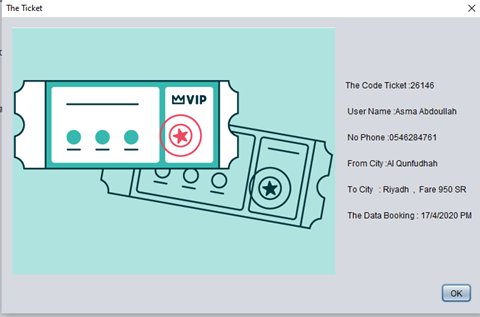 The Ticket
VIP
The Code Ticket :26146
User Name :Asma Abdoullah
No Phone :0546284761
From City :Al Qunfudhah
To City : Riyadh , Fare 950 SR
The Data Booking : 17/4/2020 PM
OK